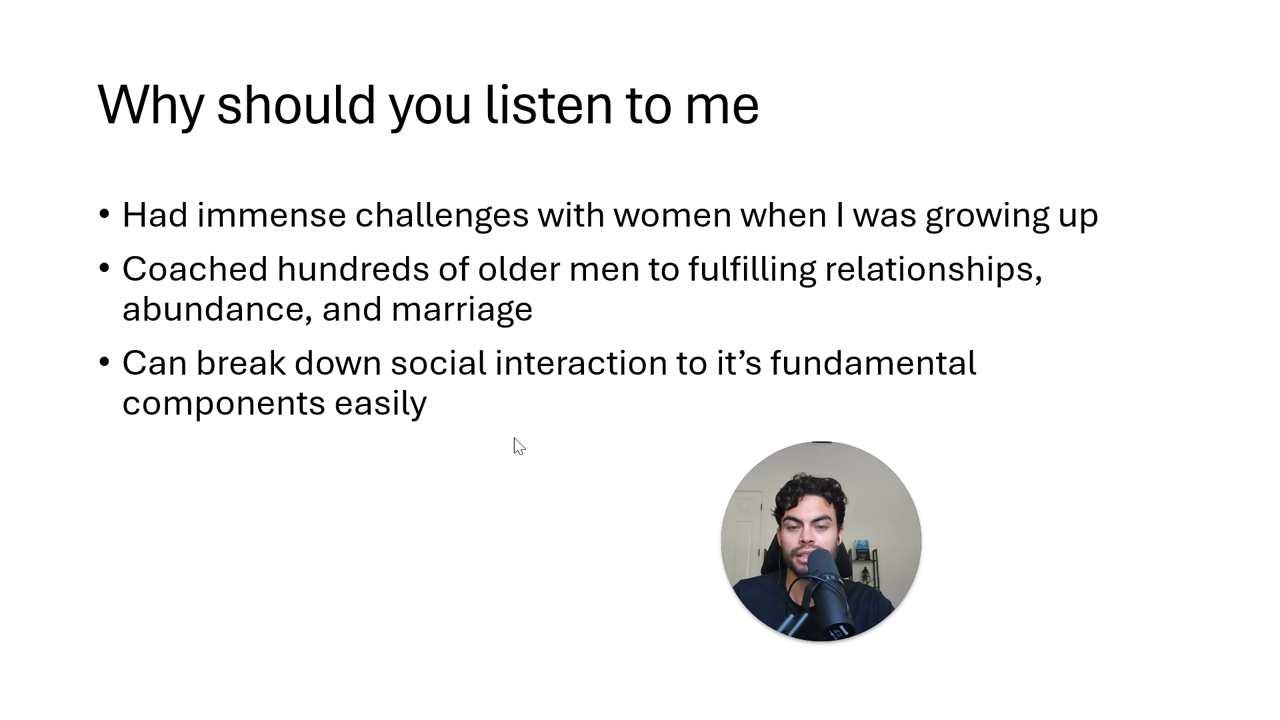 Why should you listen to me
• Had immense challenges with women when I was growing up
• Coached hundreds of older men to fulfilling relationships,
abundance, and marriage
• Can break down social interaction to it’s fundamental
components easily